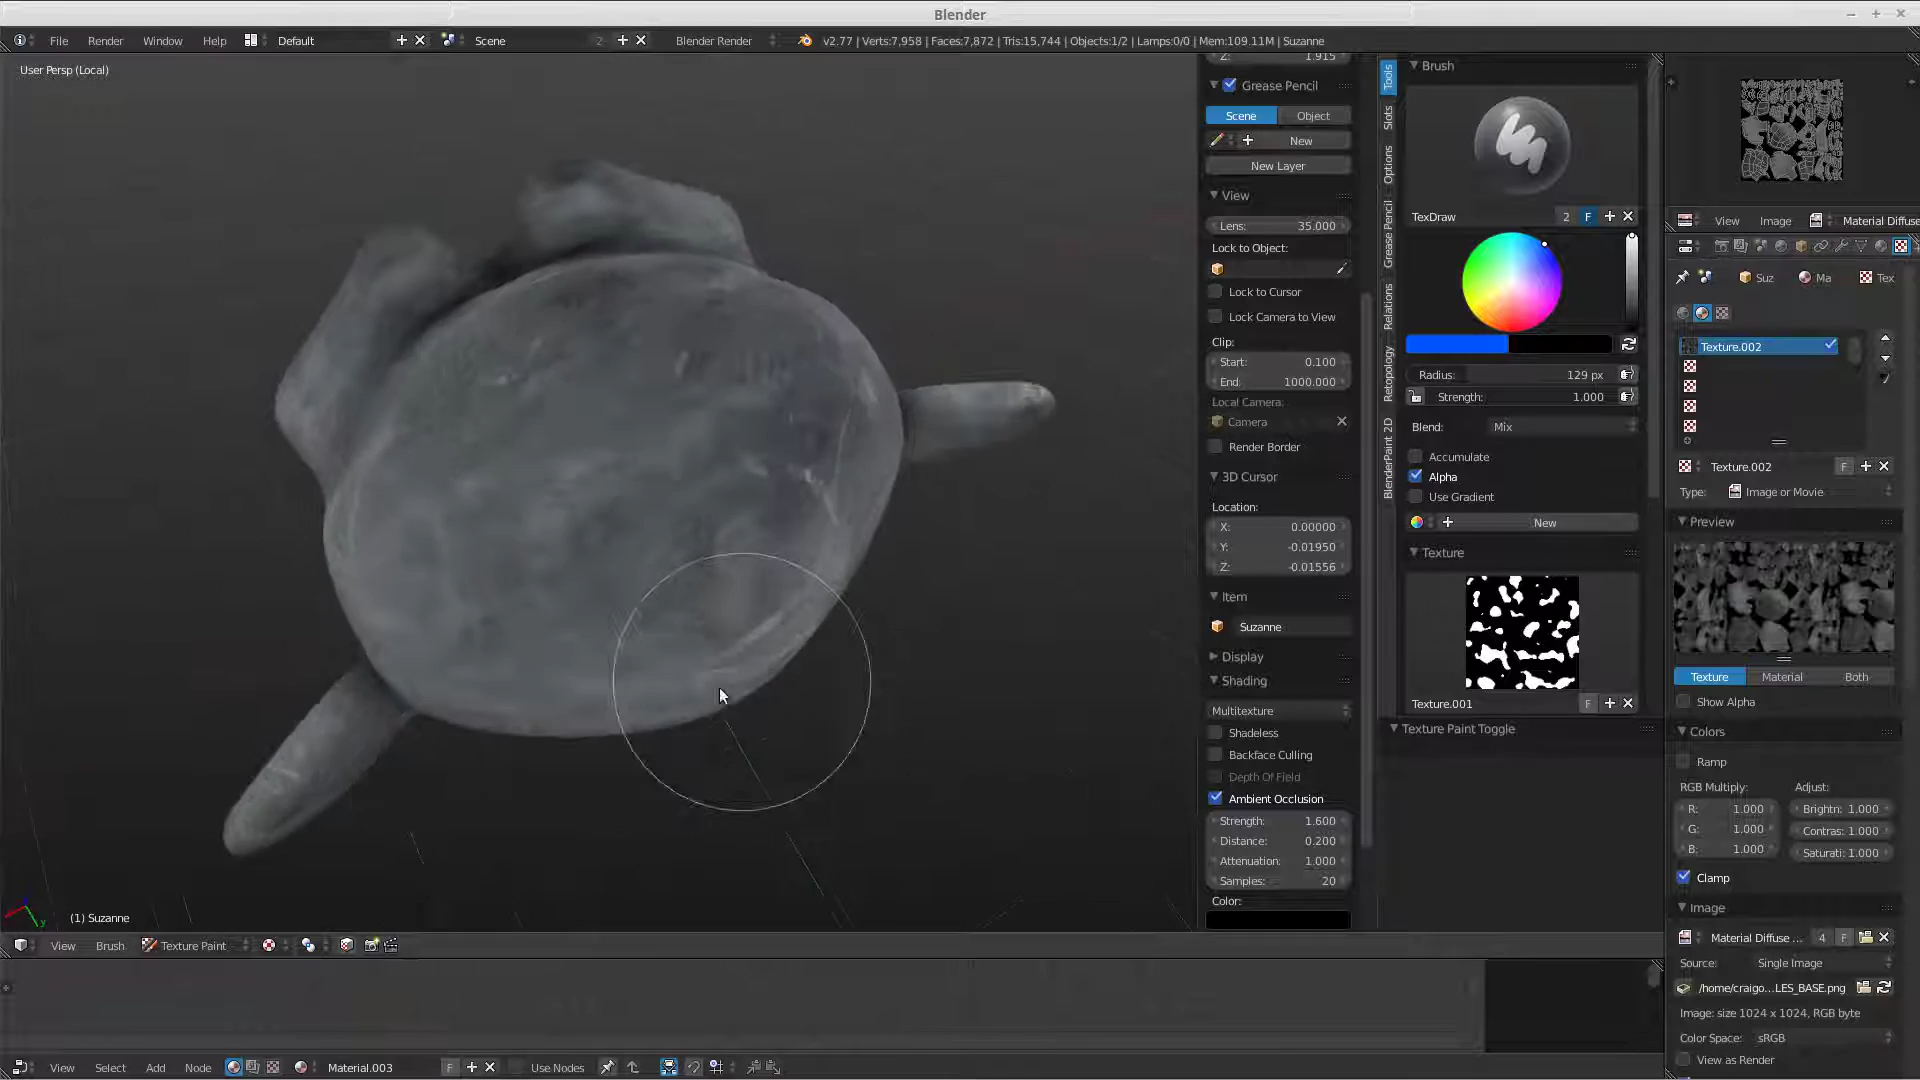 Blender
File Render Window Help Default Scene 2 Blender Render v2.77 | Verts:7,958 | Faces:7,872 | Tris:15,744 | Objects:1/2 | Lamps:0/0 | Mem:109.11M | Suzanne
User Persp (Local)
(1) Suzanne
View Brush Texture Paint
Z: 1.915
Grease Pencil
Scene Object
New
New Layer
View
Lens: 35.000
Lock to Object:
Lock to Cursor
Lock Camera to View
Clip:
Start: 0.100
End: 1000.000
Local Camera:
Camera
Render Border
3D Cursor
Location:
X: 0.00000
Y: -0.01950
Z: -0.01556
Item
Suzanne
Display
Shading
Multitexture
Shadeless
Backface Culling
Depth Of Field
Ambient Occlusion
Strength: 1.600
Distance: 0.200
Attenuation: 1.000
Samples: 20
Color:
Tools
Slots
Options
Grease Pencil
Relations
Retopology
BlenderPaint 2D
Brush
TexDraw 2 F
Radius: 129 px
Strength: 1.000
Blend: Mix
Accumulate
Alpha
Use Gradient
New
Texture
Texture.001 F
Texture Paint Toggle
View Image Material Diffuse
Suz Ma Tex
Texture.002
Texture.002 F
Type: Image or Movie
Preview
Texture Material Both
Show Alpha
Colors
Ramp
RGB Multiply: Adjust:
R: 1.000 Brightn: 1.000
G: 1.000 Contras: 1.000
B: 1.000 Saturati: 1.000
Clamp
Image
Material Diffuse ... 4 F
Source: Single Image
/home/craigo...LES_BASE.png
Image: size 1024 x 1024, RGB byte
Color Space: sRGB
View as Render
View Select Add Node Material.003 F Use Nodes